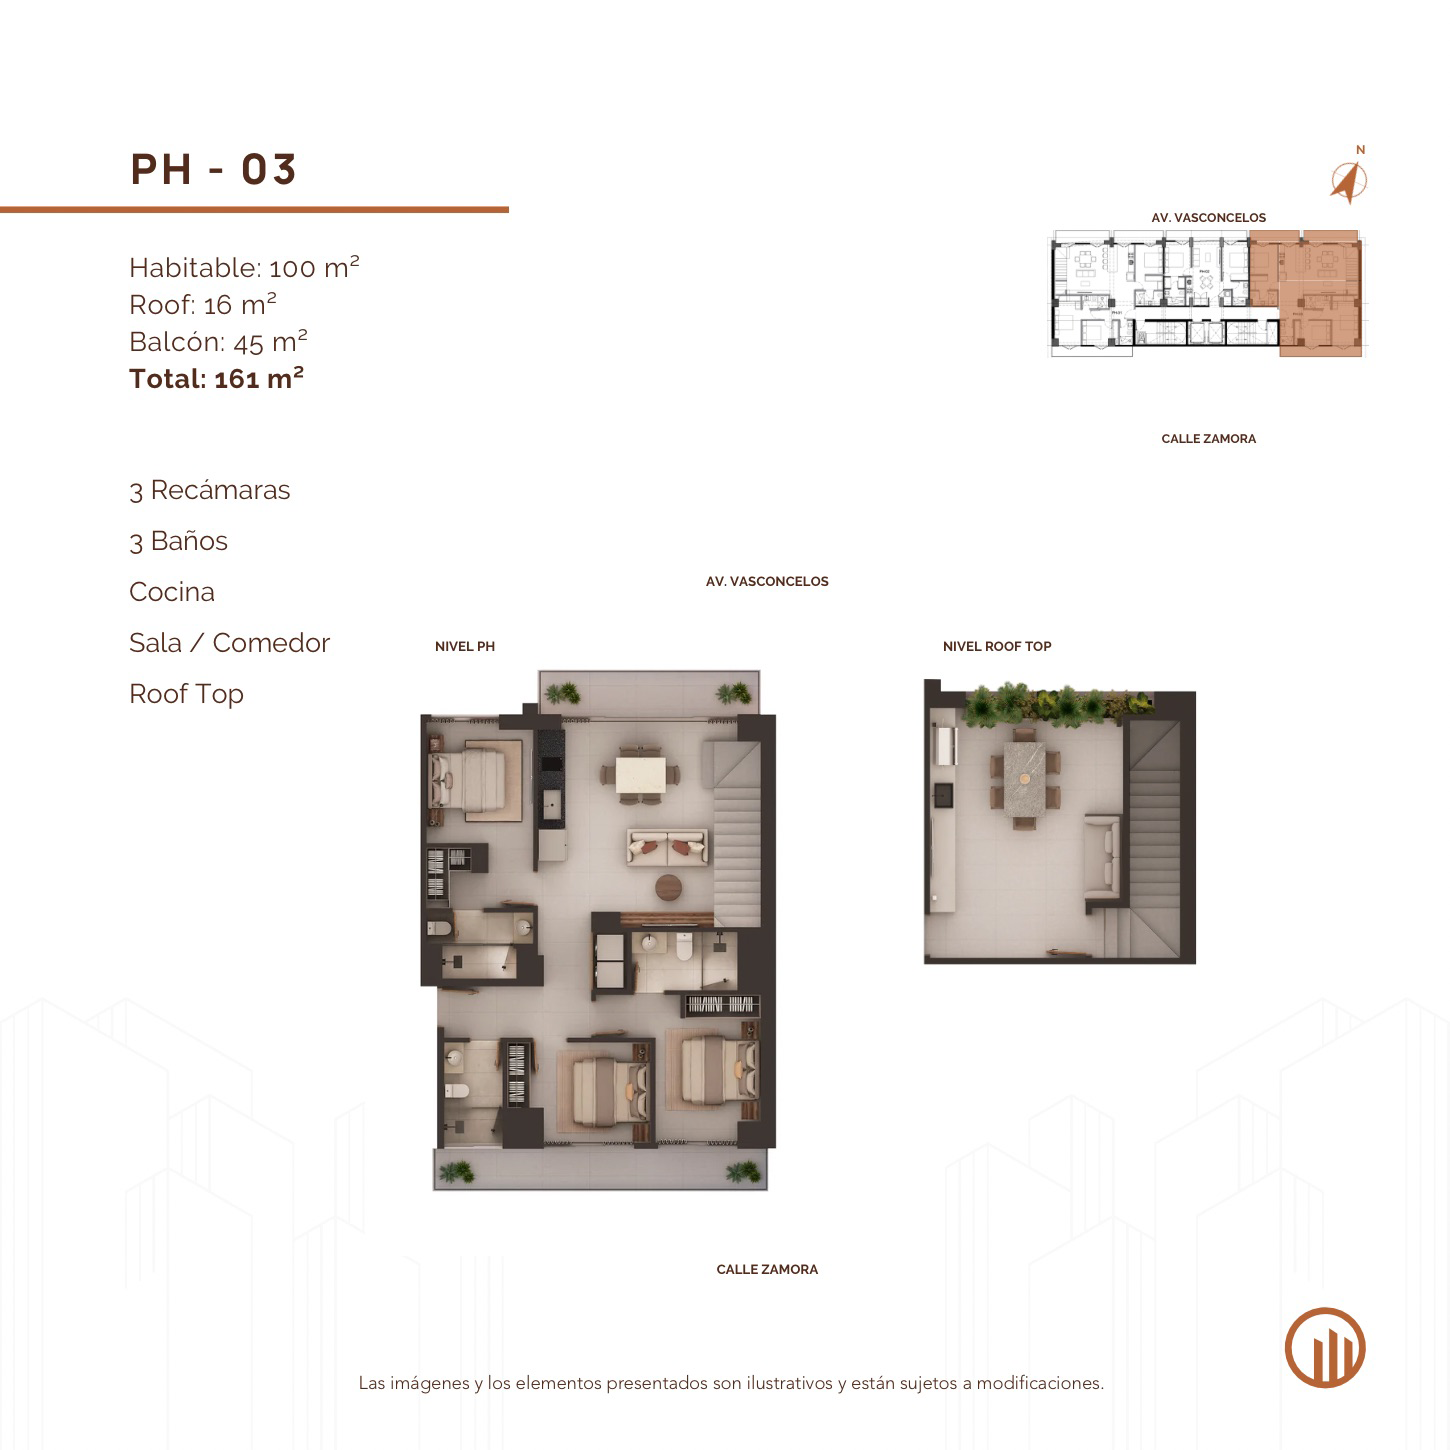 PH - 03
Habitable: 100 m²
Roof: 16 m²
Balcón: 45 m²
Total: 161 m²
3 Recámaras
3 Baños
Cocina
Sala / Comedor
Roof Top
N
AV. VASCONCELOS
CALLE ZAMORA
AV. VASCONCELOS
NIVEL PH
NIVEL ROOF TOP
CALLE ZAMORA
Las imágenes y los elementos presentados son ilustrativos y están sujetos a modificaciones.